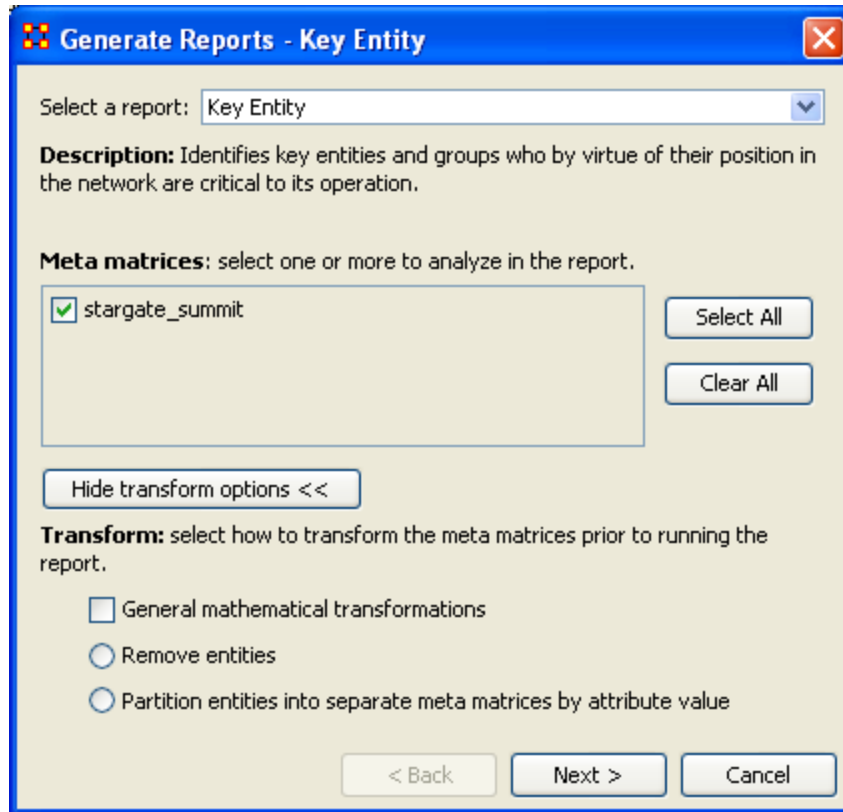 Generate Reports - Key Entity
Select a report: Key Entity
Description: Identifies key entities and groups who by virtue of their position in
the network are critical to its operation.
Meta matrices: select one or more to analyze in the report.
stargate_summit
Select All
Clear All
Hide transform options <<
Transform: select how to transform the meta matrices prior to running the
report.
General mathematical transformations
Remove entities
Partition entities into separate meta matrices by attribute value
< Back Next > Cancel